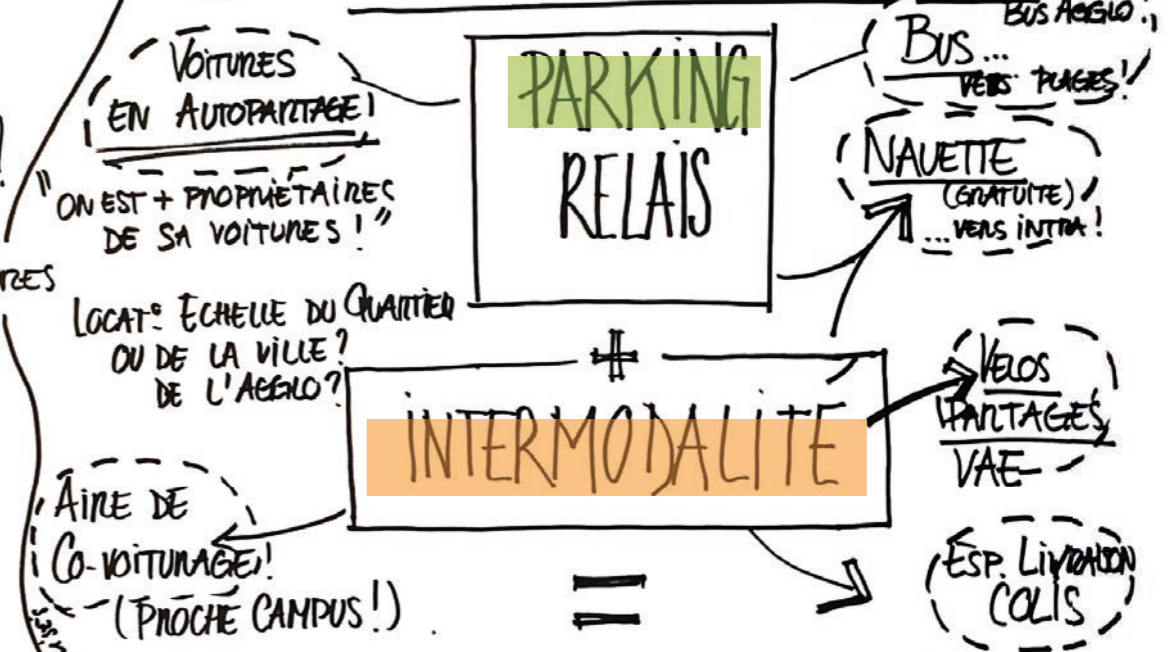 BUS AGGLO.
BUS...
VERS PLAGES!
VOITURES
EN AUTOPARTAGE!
PARKING
RELAIS
NAVETTE
(GRATUITE)
...VERS INTRA!
"ON EST + PROPRIÉTAIRES
DE SA VOITURES!"
RES
LOCAT° ECHELLE DU QUARTIER
OU DE LA VILLE?
DE L'AGGLO?
+
INTERMODALITE
VELOS
PARTAGES
VAE
AIRE DE
CO-VOITURAGE!
(PROCHE CAMPUS!)
=
ESP. LIVRAISON
COLIS